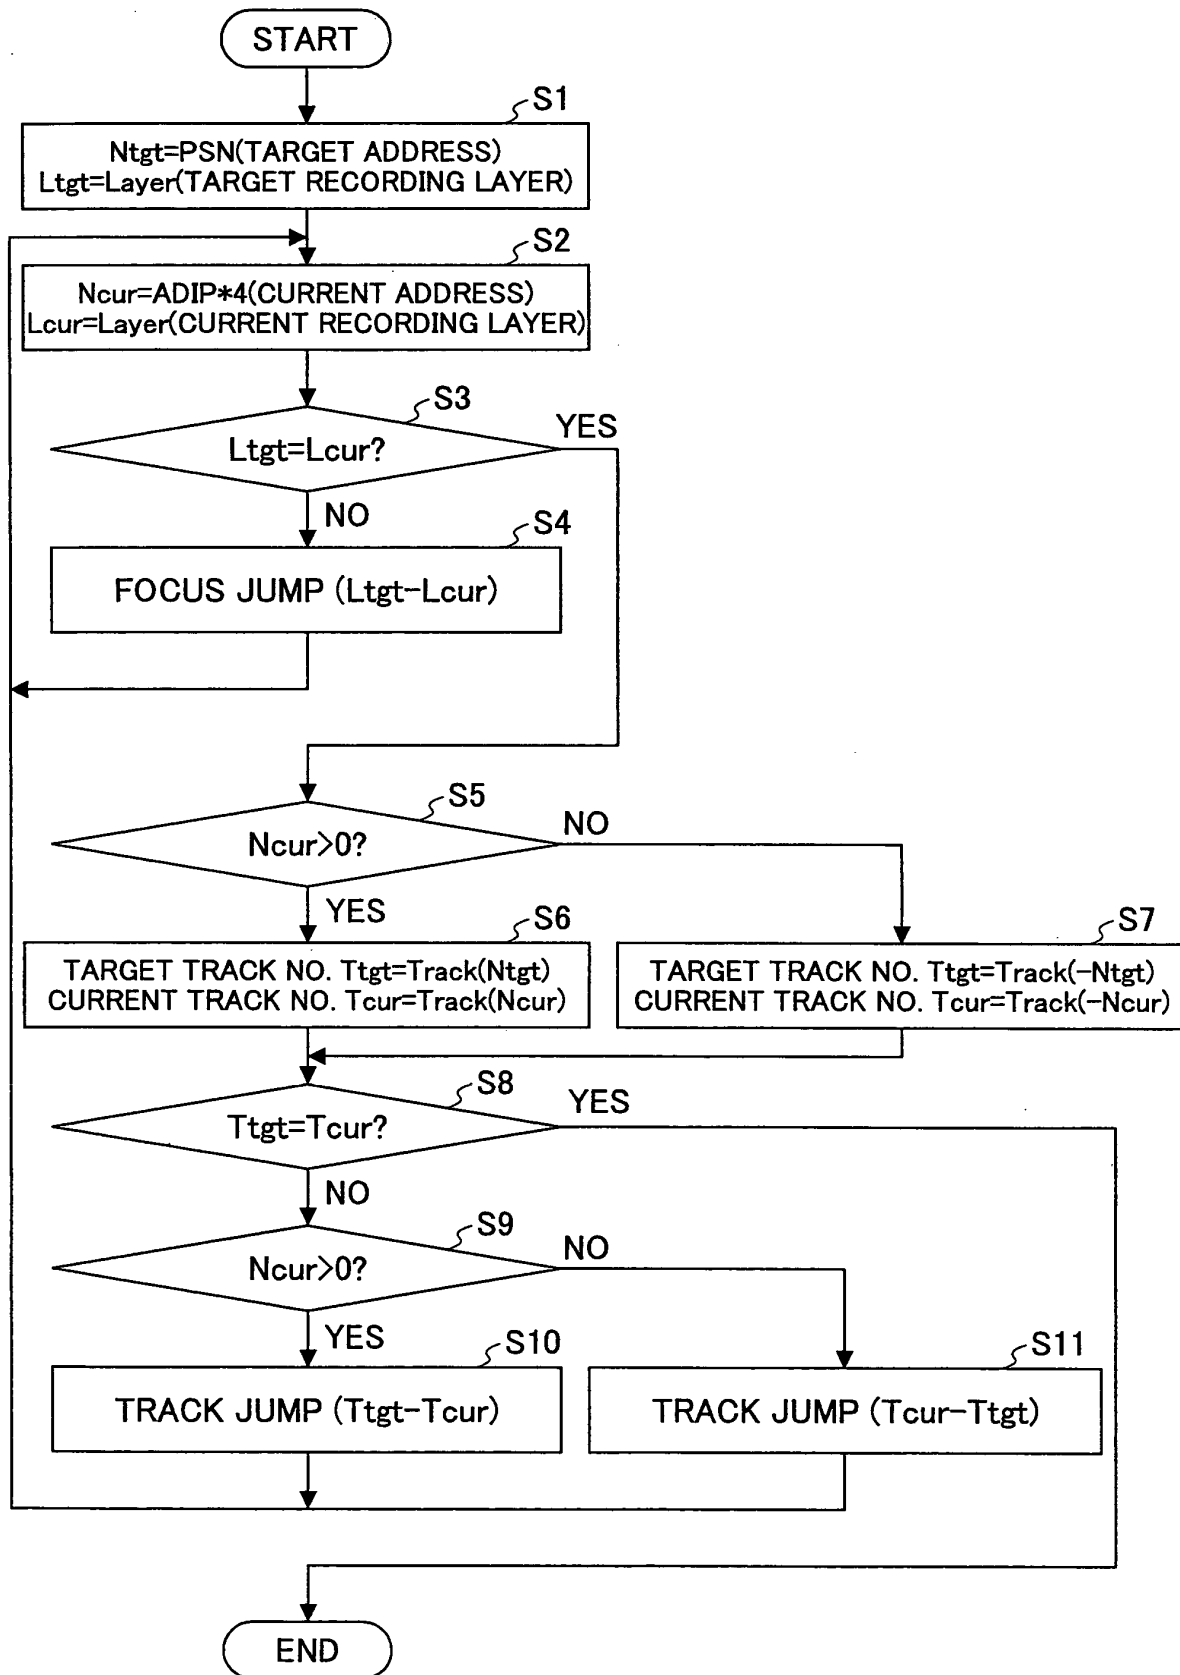 START
S1
Ntgt=PSN(TARGET ADDRESS)
Ltgt=Layer(TARGET RECORDING LAYER)
S2
Ncur=ADIP*4(CURRENT ADDRESS)
Lcur=Layer(CURRENT RECORDING LAYER)
S3
YES
Ltgt=Lcur?
NO
S4
FOCUS JUMP (Ltgt-Lcur)
S5
NO
Ncur>0?
YES
S6
S7
TARGET TRACK NO. Ttgt=Track(Ntgt)
CURRENT TRACK NO. Tcur=Track(Ncur)
TARGET TRACK NO. Ttgt=Track(-Ntgt)
CURRENT TRACK NO. Tcur=Track(-Ncur)
S8
YES
Ttgt=Tcur?
NO
S9
NO
Ncur>0?
YES
S10
S11
TRACK JUMP (Ttgt-Tcur)
TRACK JUMP (Tcur-Ttgt)
END